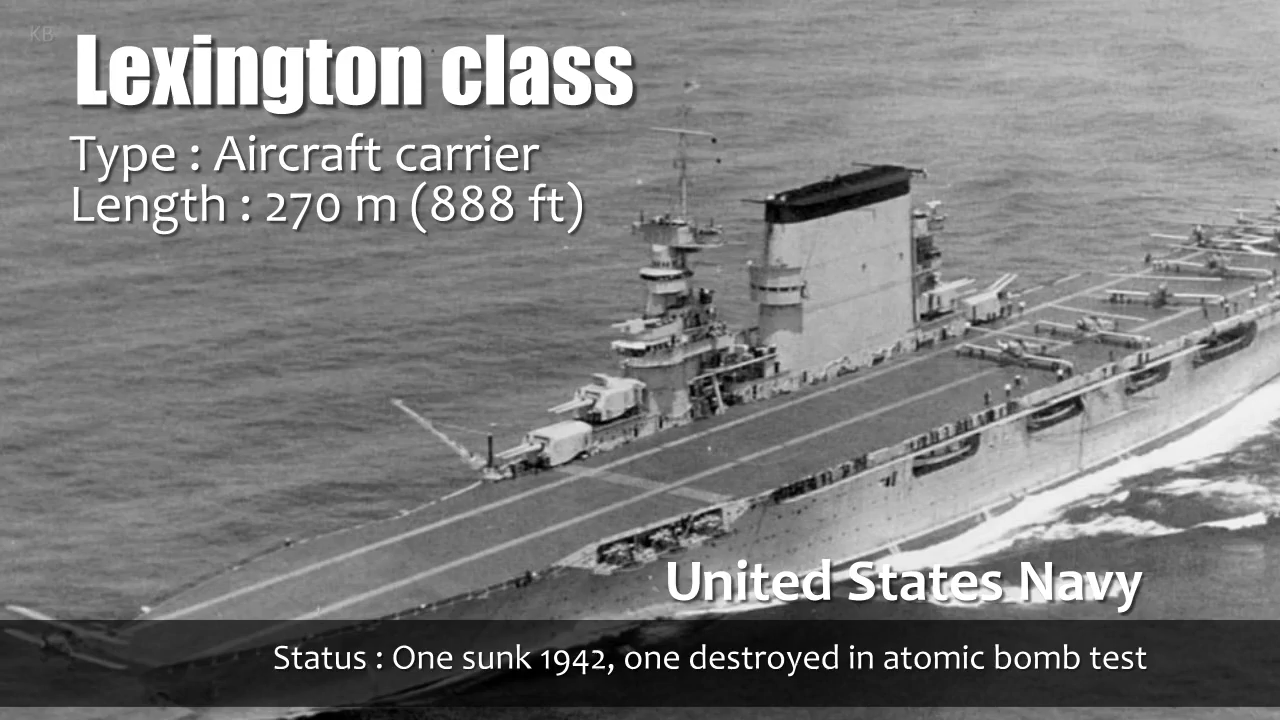 KB
Lexington class
Type : Aircraft carrier
Length : 270 m (888 ft)
United States Navy
Status : One sunk 1942, one destroyed in atomic bomb test